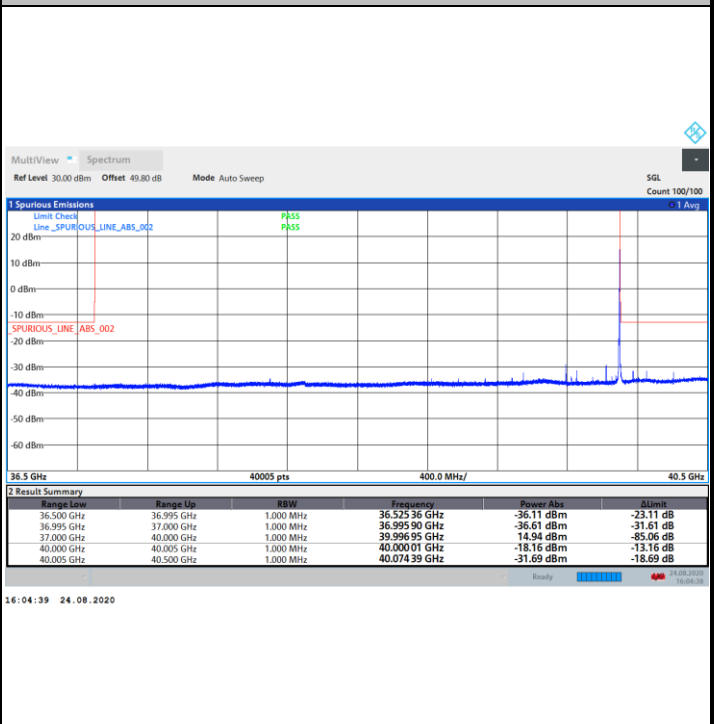 MultiView Spectrum
Ref Level 30.00 dBm Offset 49.80 dB Mode Auto Sweep SGL
Count 100/100
1 Spurious Emissions 1 Avg
Limit Check PASS
Line _SPURIOUS_LINE_ABS_002 PASS
20 dBm
10 dBm
0 dBm
-10 dBm
_SPURIOUS_LINE_ABS_002
-20 dBm
-30 dBm
-40 dBm
-50 dBm
-60 dBm
36.5 GHz 40005 pts 400.0 MHz/ 40.5 GHz
2 Result Summary
Range Low Range Up RBW Frequency Power Abs ΔLimit
36.500 GHz 36.995 GHz 1.000 MHz 36.525 36 GHz -36.11 dBm -23.11 dB
36.995 GHz 37.000 GHz 1.000 MHz 36.995 90 GHz -36.61 dBm -31.61 dB
37.000 GHz 40.000 GHz 1.000 MHz 39.996 95 GHz 14.94 dBm -85.06 dB
40.000 GHz 40.005 GHz 1.000 MHz 40.000 01 GHz -18.16 dBm -13.16 dB
40.005 GHz 40.500 GHz 1.000 MHz 40.074 39 GHz -31.69 dBm -18.69 dB
Ready 24.08.2020
16:04:38
16:04:39 24.08.2020